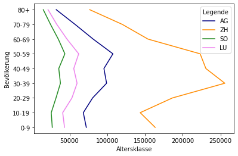 Legende
AG
ZH
SO
LU
Bevölkerung
80+
70-79
60-69
50-59
40-49
30-39
20-29
10-19
0-9
50000
100000
150000
200000
250000
Altersklasse